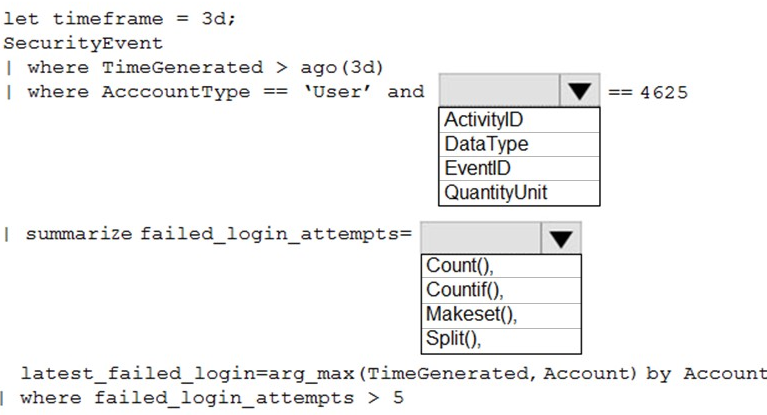 let timeframe = 3d;
SecurityEvent
| where TimeGenerated > ago(3d)
| where AcccountType == ‘User’ and ▼ == 4625
ActivityID
DataType
EventID
QuantityUnit
| summarize failed_login_attempts= ▼
Count(),
Countif(),
Makeset(),
Split(),
latest_failed_login=arg_max(TimeGenerated, Account) by Account
| where failed_login_attempts > 5